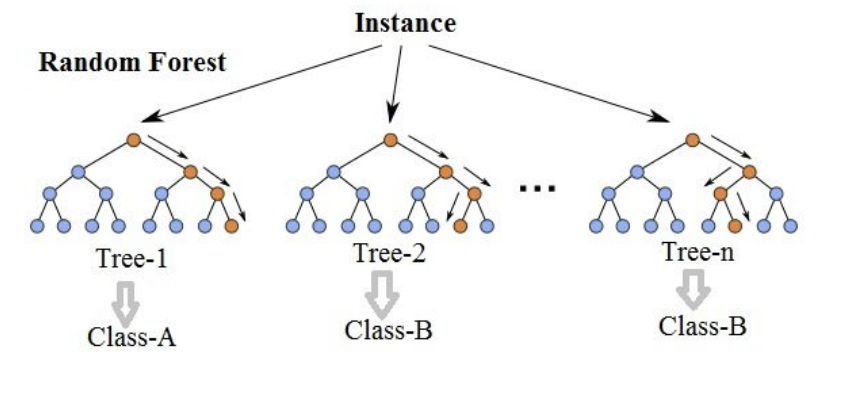 Instance
Random Forest
...
Tree-1
Tree-2
Tree-n
Class-A
Class-B
Class-B